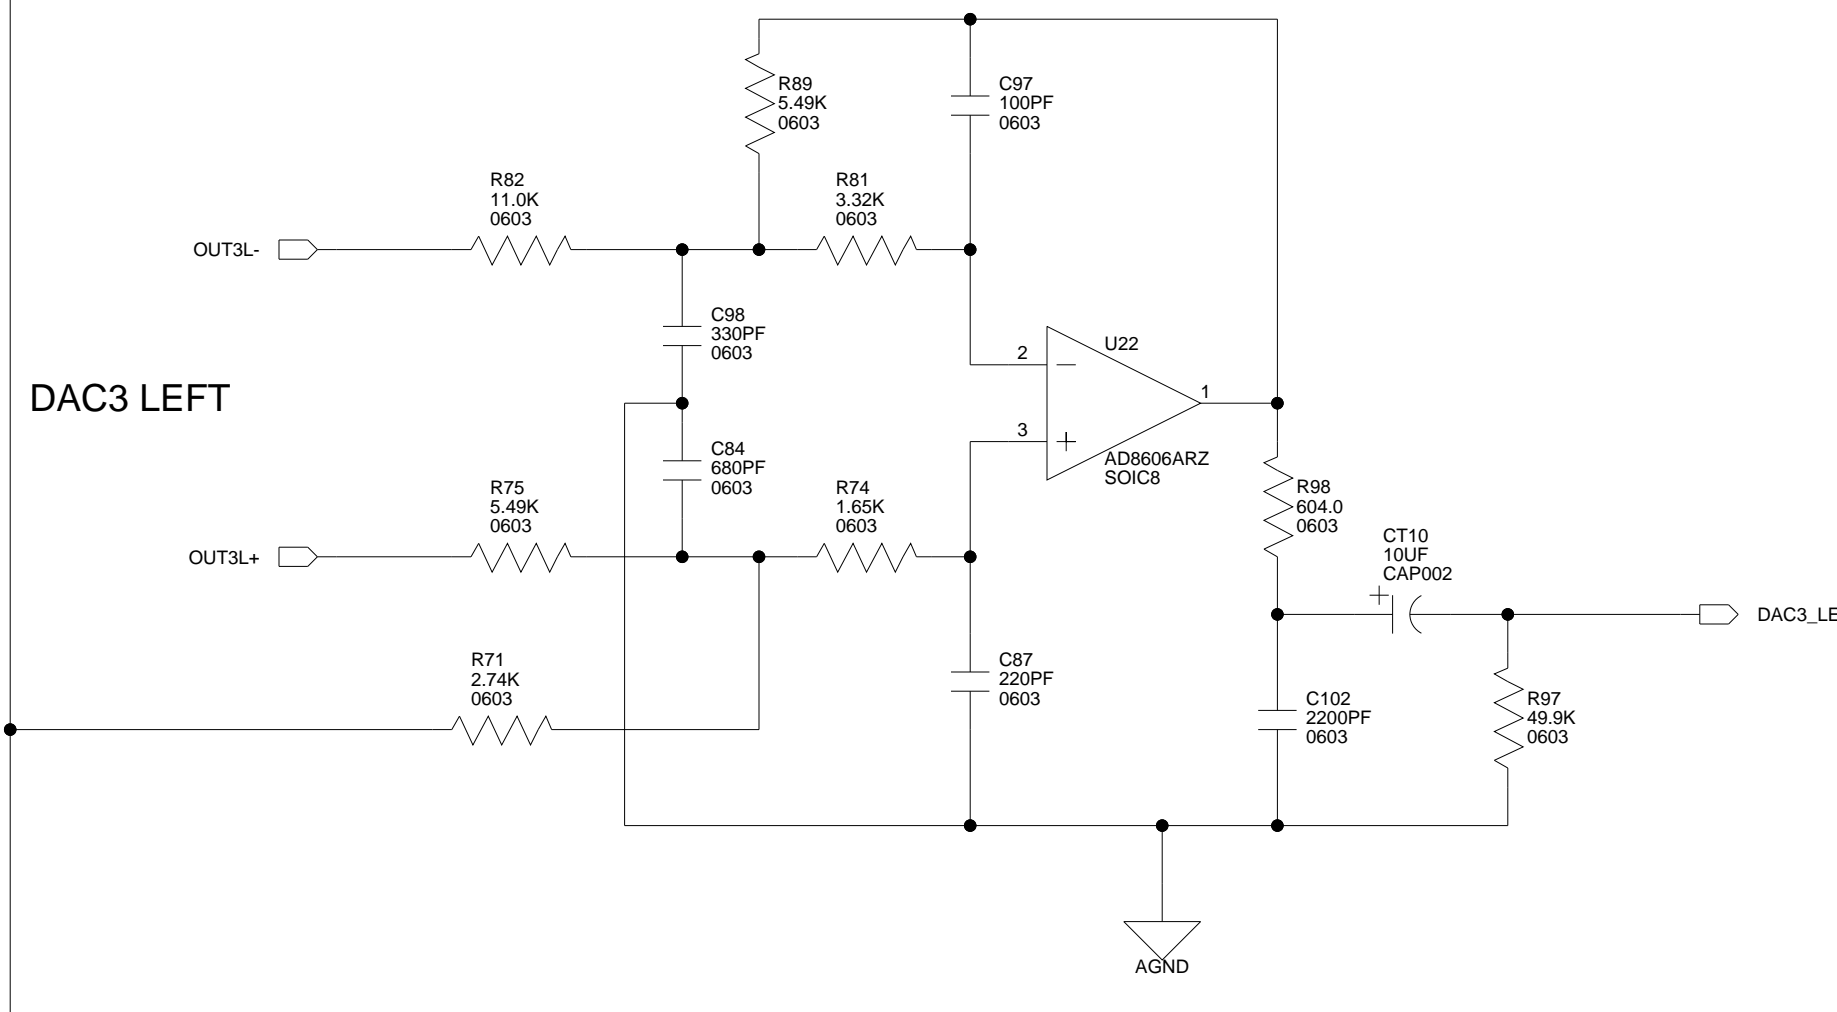 R89
5.49K
0603
C97
100PF
0603
R82
11.0K
0603
R81
3.32K
0603
OUT3L-
C98
330PF
0603
U22
2
DAC3 LEFT
1
3
C84
680PF
0603
AD8606ARZ
SOIC8
R75
5.49K
0603
R74
1.65K
0603
R98
604.0
0603
OUT3L+
CT10
10UF
CAP002
DAC3_LE
R71
2.74K
0603
C87
220PF
0603
C102
2200PF
0603
R97
49.9K
0603
AGND